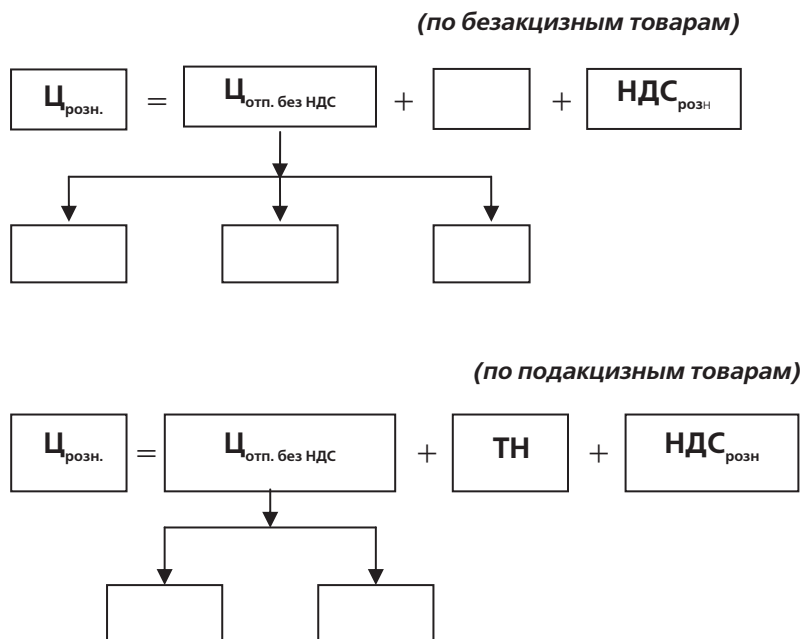 (по безакцизным товарам)
Црозн. = Цотп. без НДС + + НДСрозн
(по подакцизным товарам)
Црозн. = Цотп. без НДС + ТН + НДСрозн